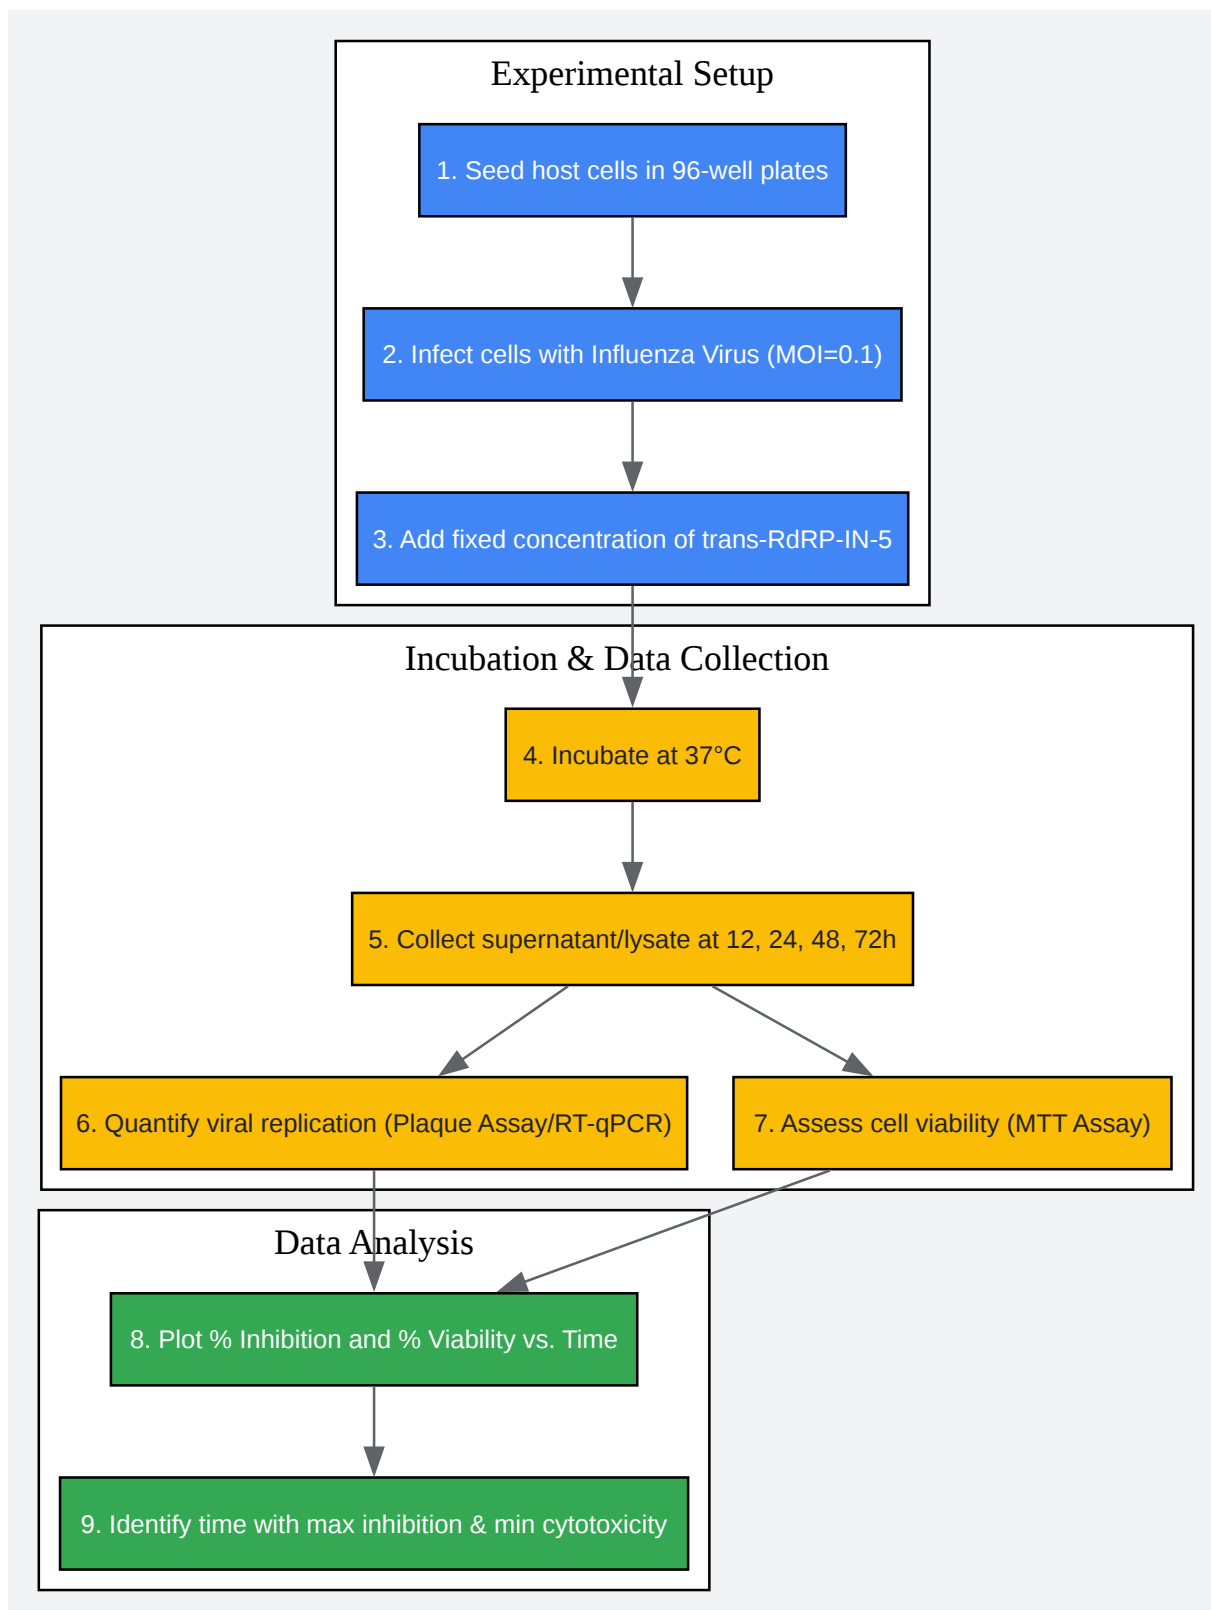 Experimental Setup
1. Seed host cells in 96-well plates
2. Infect cells with Influenza Virus (MOI=0.1)
3. Add fixed concentration of trans-RdRP-IN-5
Incubation & Data Collection
4. Incubate at 37°C
5. Collect supernatant/lysate at 12, 24, 48, 72h
6. Quantify viral replication (Plaque Assay/RT-qPCR)
7. Assess cell viability (MTT Assay)
Data Analysis
8. Plot % Inhibition and % Viability vs. Time
9. Identify time with max inhibition & min cytotoxicity